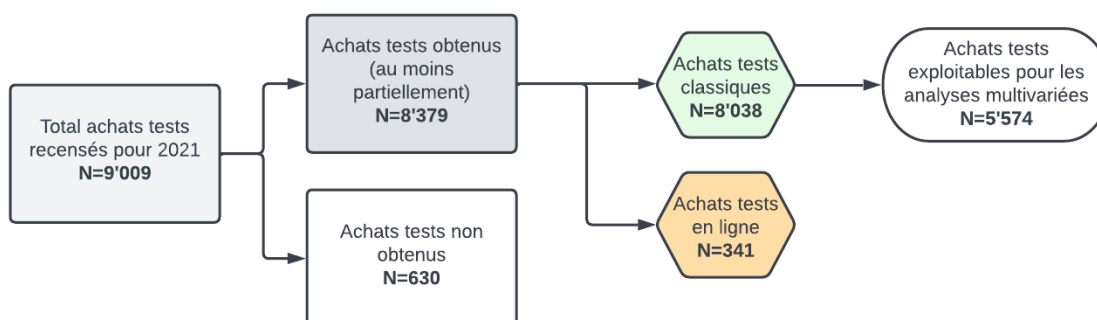 Total achats tests
recensés pour 2021
N=9'009
Achats tests obtenus
(au moins
partiellement)
N=8'379
Achats tests non
obtenus
N=630
Achats tests
classiques
N=8'038
Achats tests
en ligne
N=341
Achats tests
exploitables pour les
analyses multivariées
N=5'574